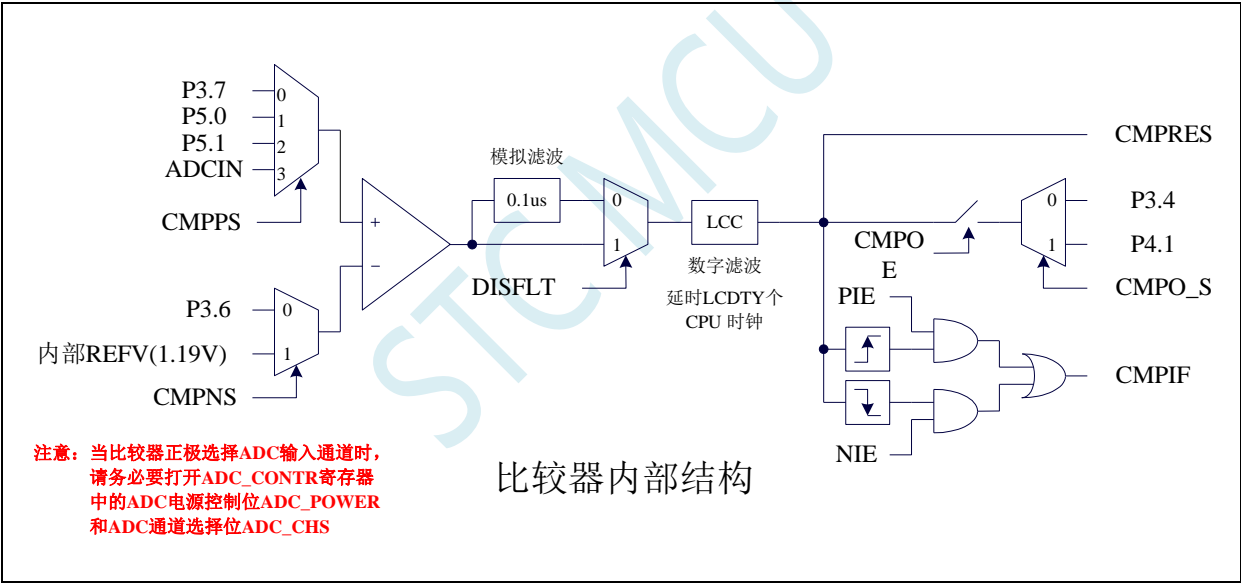 STC MCU
P3.7
P5.0
P5.1
ADCIN
0
1
2
3
CMPPS
+
−
P3.6
内部REFV(1.19V)
0
1
CMPNS
模拟滤波
0.1us
0
1
DISFLT
LCC
数字滤波
延时LCDTY个
CPU 时钟
CMPRES
CMPO
E
0
1
P3.4
P4.1
CMPO_S
PIE
NIE
CMPIF
注意：当比较器正极选择ADC输入通道时，
请务必要打开ADC_CONTR寄存器
中的ADC电源控制位ADC_POWER
和ADC通道选择位ADC_CHS
比较器内部结构